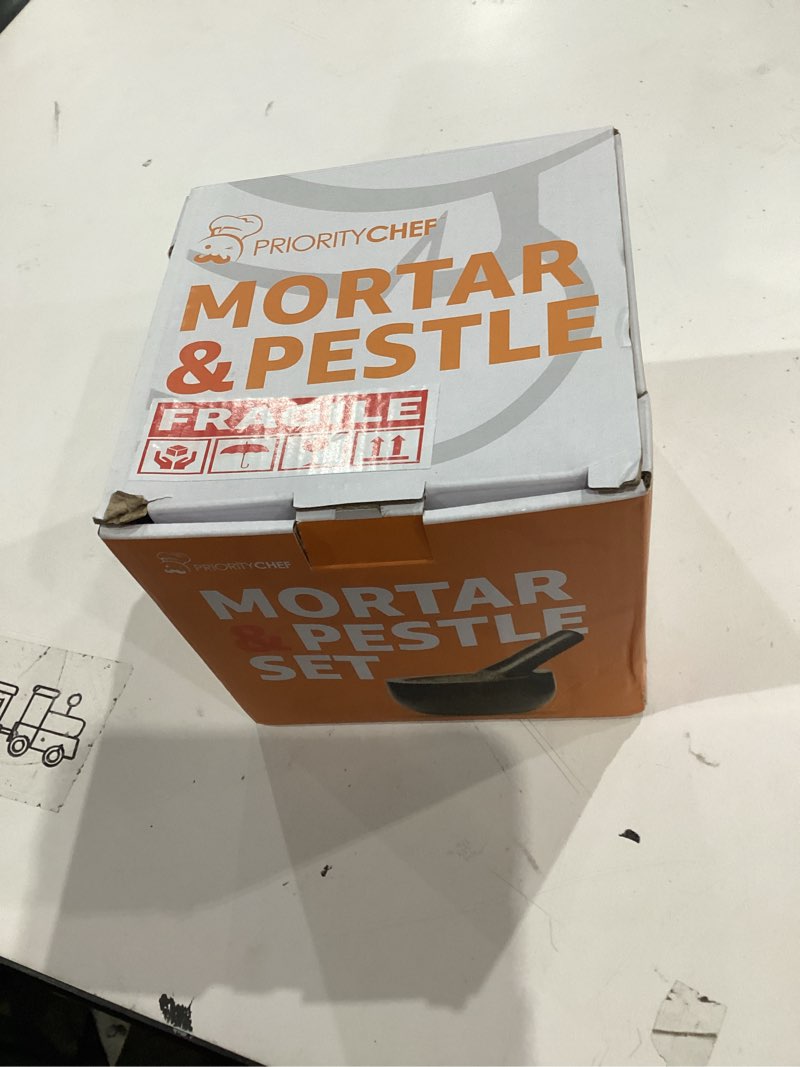 PRIORITYCHEF
MORTAR
& PESTLE
FRAGILE
PRIORITYCHEF
MORTAR
& PESTLE
SET